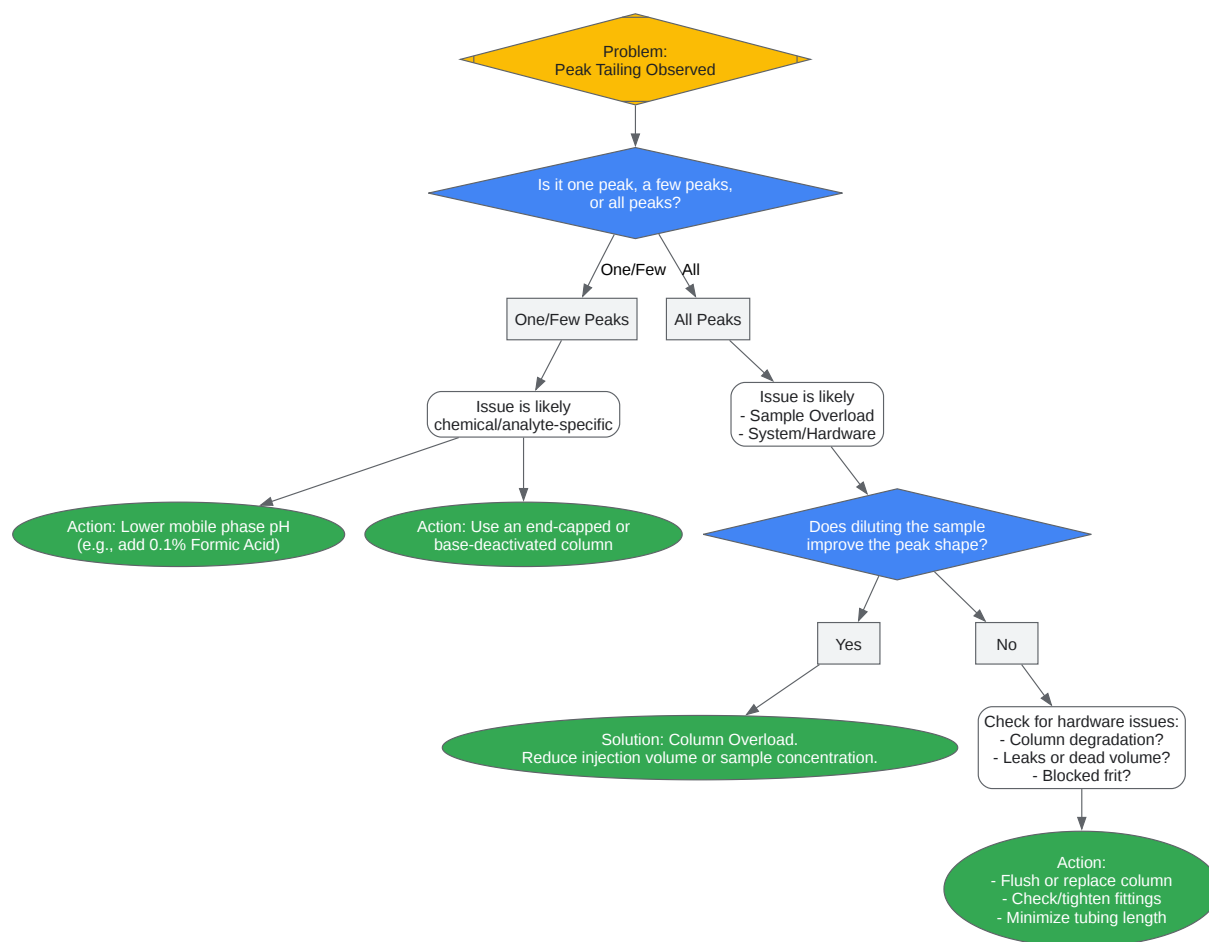 Problem:
Peak Tailing Observed
Is it one peak, a few peaks,
or all peaks?
One/Few
All
One/Few Peaks
All Peaks
Issue is likely
chemical/analyte-specific
Issue is likely
- Sample Overload
- System/Hardware
Action: Lower mobile phase pH
(e.g., add 0.1% Formic Acid)
Action: Use an end-capped or
base-deactivated column
Does diluting the sample
improve the peak shape?
Yes
No
Solution: Column Overload.
Reduce injection volume or sample concentration.
Check for hardware issues:
- Column degradation?
- Leaks or dead volume?
- Blocked frit?
Action:
- Flush or replace column
- Check/tighten fittings
- Minimize tubing length